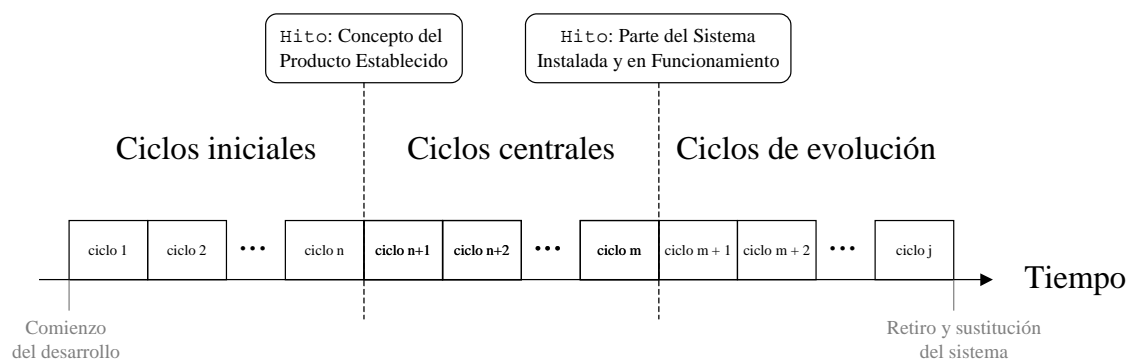 Hito: Concepto del
Producto Establecido
Hito: Parte del Sistema
Instalada y en Funcionamiento
Ciclos iniciales
Ciclos centrales
Ciclos de evolución
ciclo 1
ciclo 2
•••
ciclo n
ciclo n+1
ciclo n+2
•••
ciclo m
ciclo m + 1
ciclo m + 2
•••
ciclo j
Tiempo
Comienzo
del desarrollo
Retiro y sustitución
del sistema